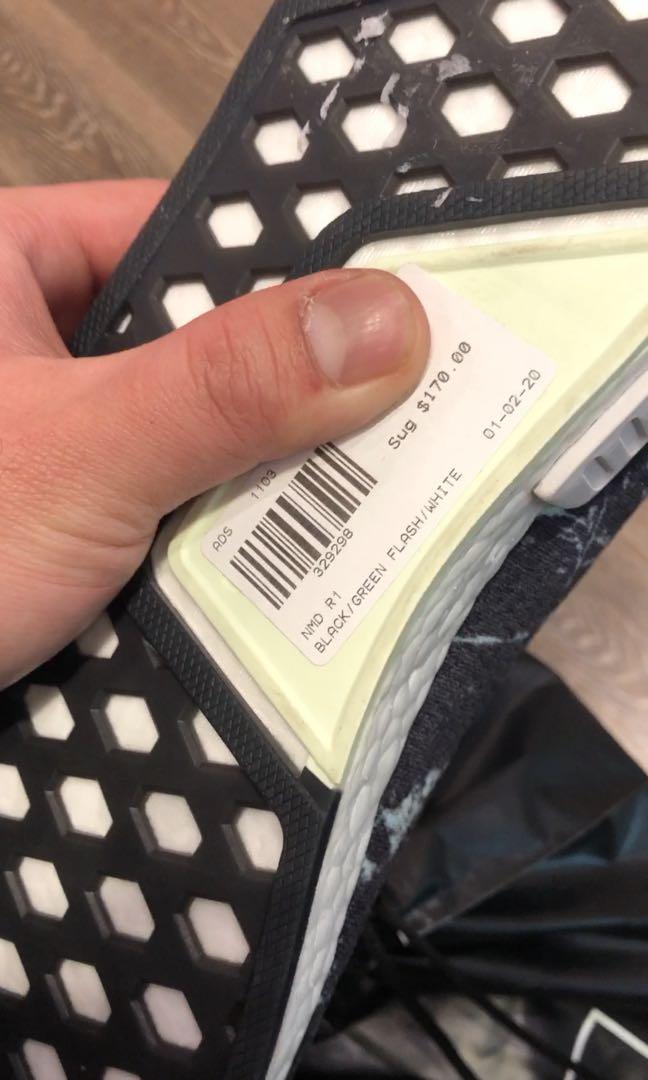 ADS 1103
Sug $170.00
329298
01-02-20
NMD R1
BLACK/GREEN FLASH/WHITE